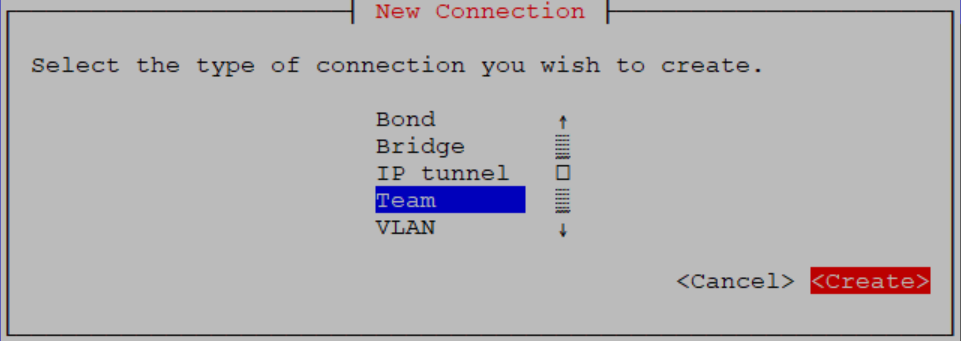 New Connection
Select the type of connection you wish to create.
Bond ↑
Bridge
IP tunnel
Team
VLAN ↓
<Cancel> <Create>